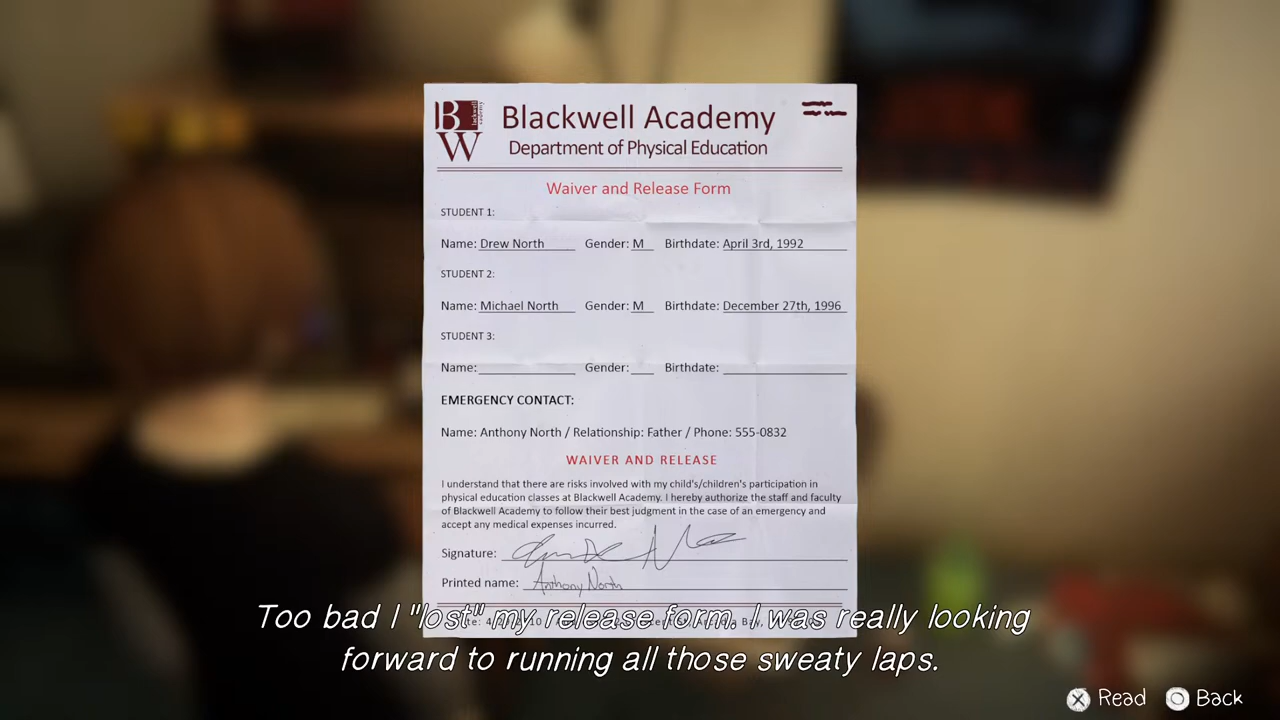 BW
Blackwell Academy
Department of Physical Education
Waiver and Release Form
STUDENT 1:
Name: Drew North Gender: M Birthdate: April 3rd, 1992
STUDENT 2:
Name: Michael North Gender: M Birthdate: December 27th, 1996
STUDENT 3:
Name: Gender: Birthdate:
EMERGENCY CONTACT:
Name: Anthony North / Relationship: Father / Phone: 555-0832
WAIVER AND RELEASE
I understand that there are risks involved with my child's/children's participation in
physical education classes at Blackwell Academy. I hereby authorize the staff and faculty
of Blackwell Academy to follow their best judgment in the case of an emergency and
accept any medical expenses incurred.
Signature:
Printed name: Anthony North
Too bad I "lost" my release form. I was really looking
forward to running all those sweaty laps.
Read Back